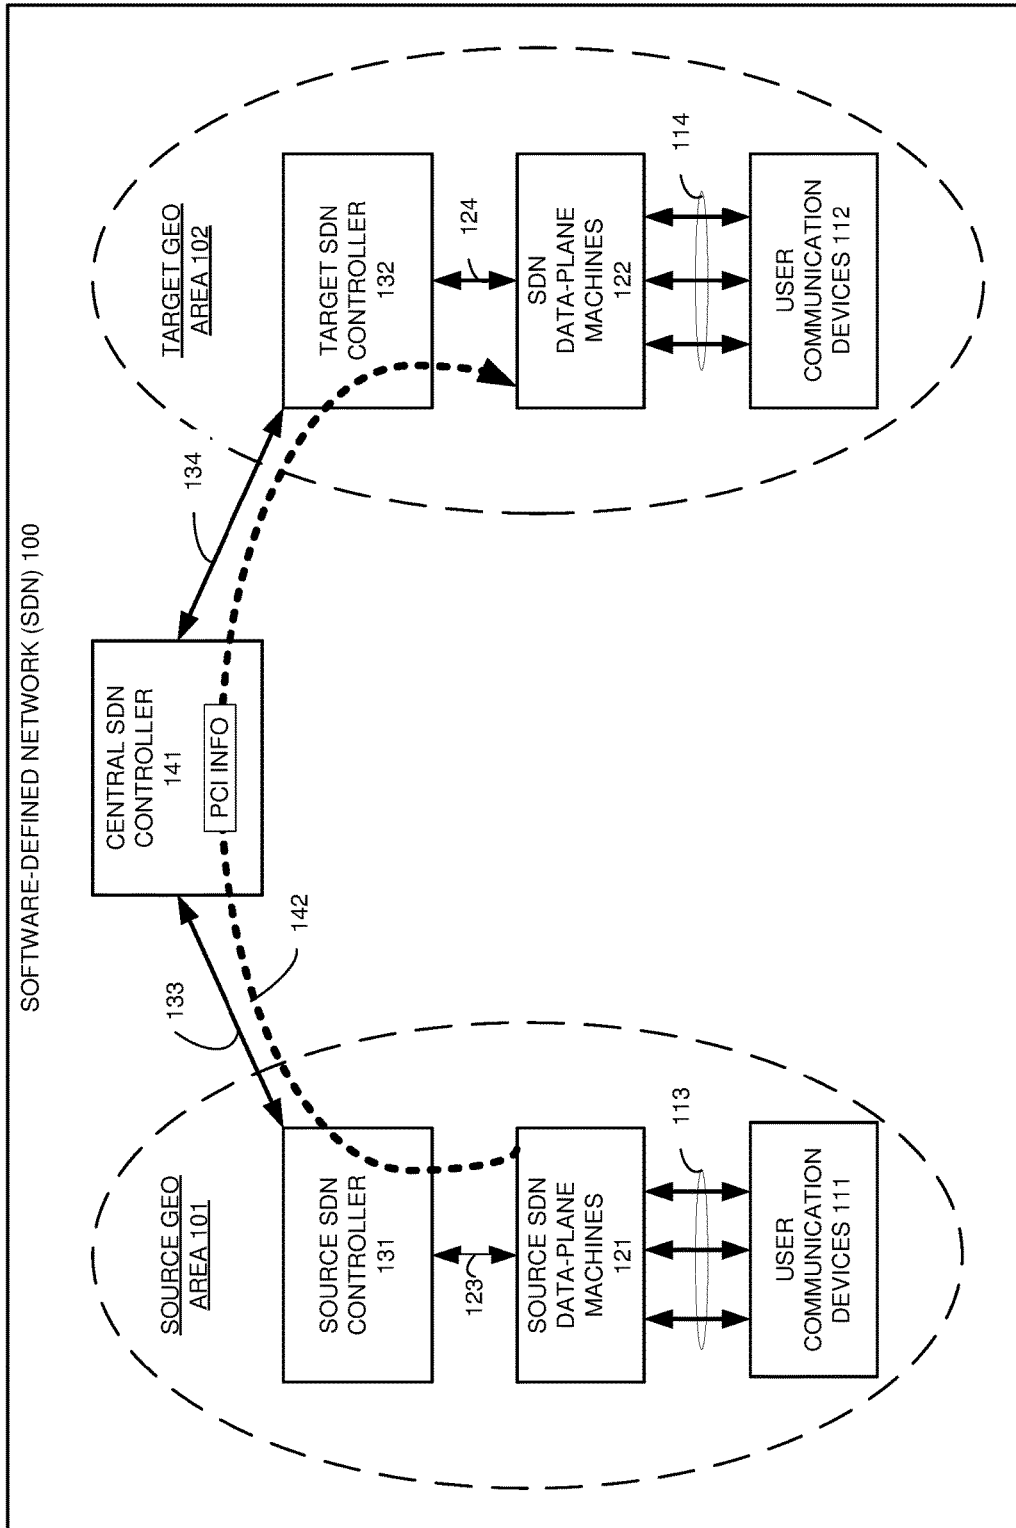 SOFTWARE-DEFINED NETWORK (SDN) 100
CENTRAL SDN
CONTROLLER
141
PCI INFO
133
134
142
SOURCE GEO
AREA 101
SOURCE SDN
CONTROLLER
131
123
SOURCE SDN
DATA-PLANE
MACHINES
121
113
USER
COMMUNICATION
DEVICES 111
TARGET GEO
AREA 102
TARGET SDN
CONTROLLER
132
124
SDN
DATA-PLANE
MACHINES
122
114
USER
COMMUNICATION
DEVICES 112